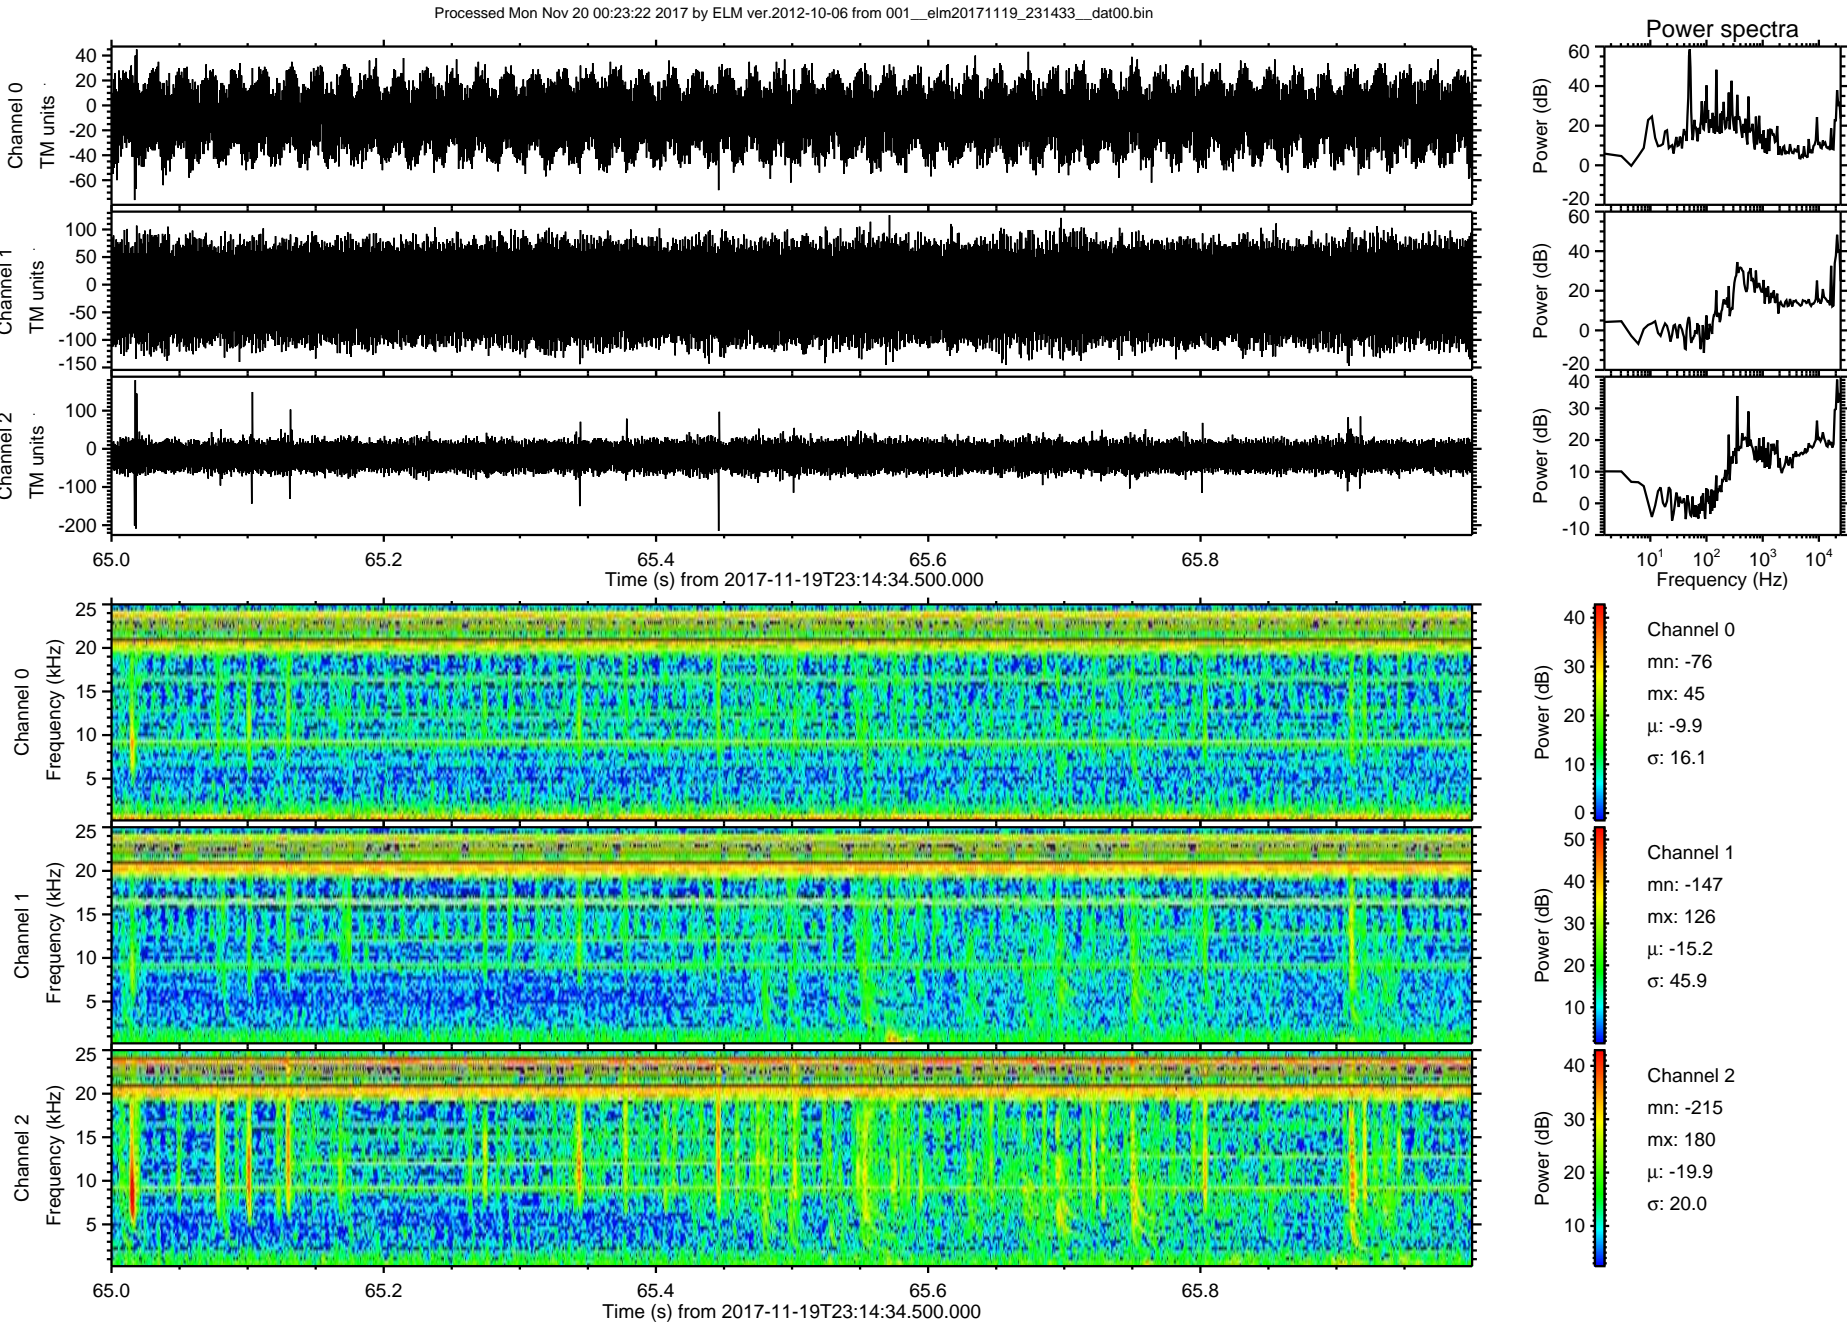 Processed Mon Nov 20 00:23:22 2017 by ELM ver.2012-10-06 from 001__elm20171119_231433__dat00.bin
Power spectra
Channel 0
TM units
40
20
0
-20
-40
-60
Power (dB)
60
40
20
0
-20
Channel 1
TM units
100
50
0
-50
-100
-150
Power (dB)
60
40
20
0
-20
Channel 2
TM units
100
0
-100
-200
Power (dB)
40
30
20
10
0
-10
65.0 65.2 65.4 65.6 65.8
Time (s) from 2017-11-19T23:14:34.500.000
10^1 10^2 10^3 10^4
Frequency (Hz)
Channel 0
Frequency (kHz)
25
20
15
10
5
Power (dB)
40
30
20
10
0
Channel 0
mn: -76
mx: 45
μ: -9.9
σ: 16.1
Channel 1
Frequency (kHz)
25
20
15
10
5
Power (dB)
50
40
30
20
10
Channel 1
mn: -147
mx: 126
μ: -15.2
σ: 45.9
Channel 2
Frequency (kHz)
25
20
15
10
5
Power (dB)
40
30
20
10
Channel 2
mn: -215
mx: 180
μ: -19.9
σ: 20.0
65.0 65.2 65.4 65.6 65.8
Time (s) from 2017-11-19T23:14:34.500.000